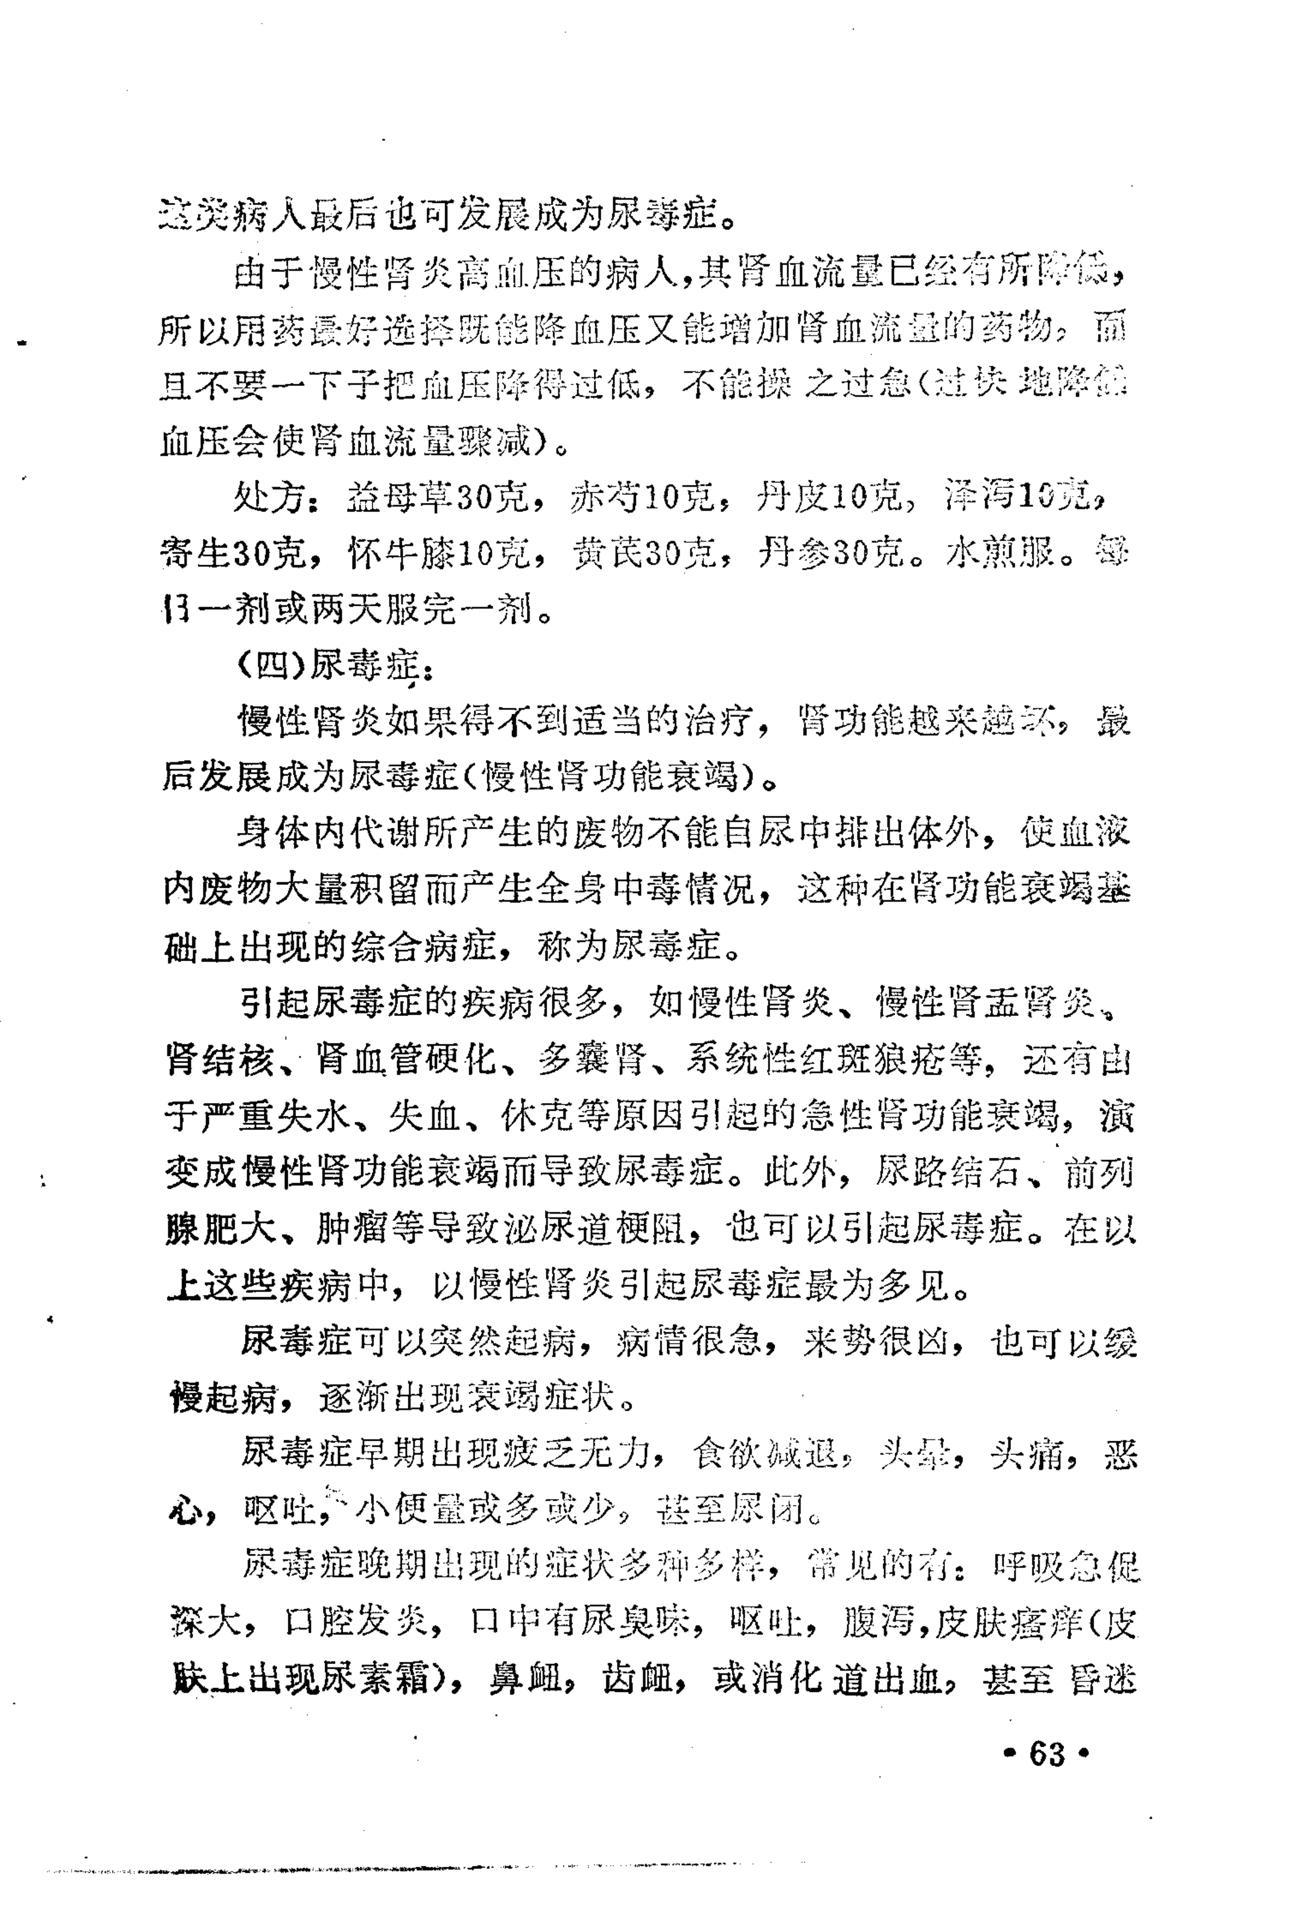 这类病人最后也可发展成为尿毒症。
由于慢性肾炎高血压的病人，其肾血流量已经有所降低，
所以用药最好选择既能降血压又能增加肾血流量的药物，而
且不要一下子把血压降得过低，不能操之过急（过快地降低
血压会使肾血流量骤减）。
处方：益母草30克，赤芍10克，丹皮10克，泽泻10克，
寄生30克，怀牛膝10克，黄芪30克，丹参30克。水煎服。每
日一剂或两天服完一剂。
（四）尿毒症：
慢性肾炎如果得不到适当的治疗，肾功能越来越坏，最
后发展成为尿毒症（慢性肾功能衰竭）。
身体内代谢所产生的废物不能自尿中排出体外，使血液
内废物大量积留而产生全身中毒情况，这种在肾功能衰竭基
础上出现的综合病症，称为尿毒症。
引起尿毒症的疾病很多，如慢性肾炎、慢性肾盂肾炎、
肾结核、肾血管硬化、多囊肾、系统性红斑狼疮等，还有由
于严重失水、失血、休克等原因引起的急性肾功能衰竭，演
变成慢性肾功能衰竭而导致尿毒症。此外，尿路结石、前列
腺肥大、肿瘤等导致泌尿道梗阻，也可以引起尿毒症。在以
上这些疾病中，以慢性肾炎引起尿毒症最为多见。
尿毒症可以突然起病，病情很急，来势很凶，也可以缓
慢起病，逐渐出现衰竭症状。
尿毒症早期出现疲乏无力，食欲减退，头晕，头痛，恶
心，呕吐，小便量或多或少，甚至尿闭。
尿毒症晚期出现的症状多种多样，常见的有：呼吸急促
深大，口腔发炎，口中有尿臭味，呕吐，腹泻，皮肤瘙痒（皮
肤上出现尿素霜），鼻衄，齿衄，或消化道出血，甚至昏迷
·63·